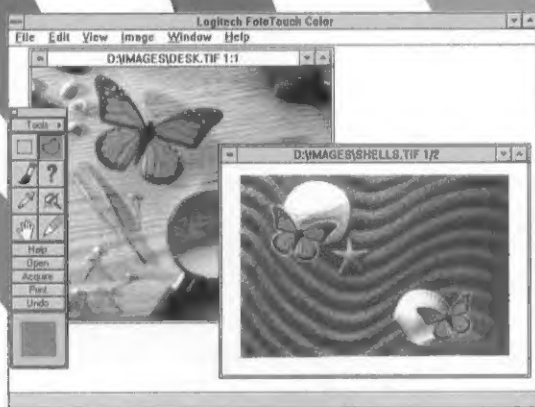 Logitech FotoTouch Color
File Edit View Image Window Help
D:\IMAGES\DESK.TIF 1:1
Tools
D:\IMAGES\SHELLS.TIF 1/2
?
Help
Open
Acquire
Print
Undo